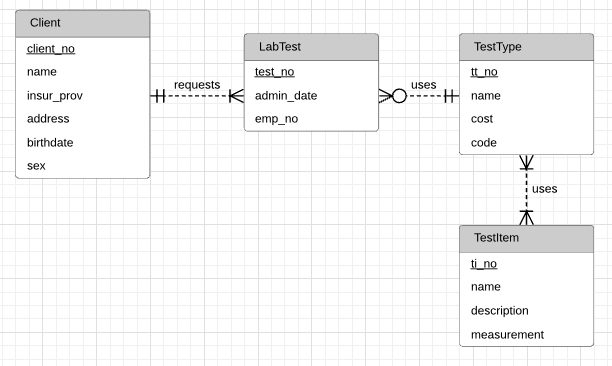 Client
client_no
name
insur_prov
address
birthdate
sex
requests
LabTest
test_no
admin_date
emp_no
uses
TestType
tt_no
name
cost
code
uses
TestItem
ti_no
name
description
measurement